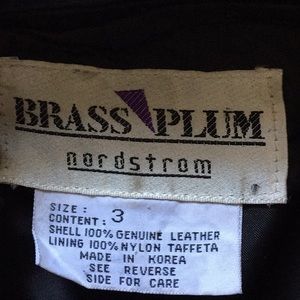 BRASS PLUM
nordstrom
SIZE: 3
CONTENT:
SHELL 100% GENUINE LEATHER
LINING 100% NYLON TAFFETA
MADE IN KOREA
SEE REVERSE
SIDE FOR CARE